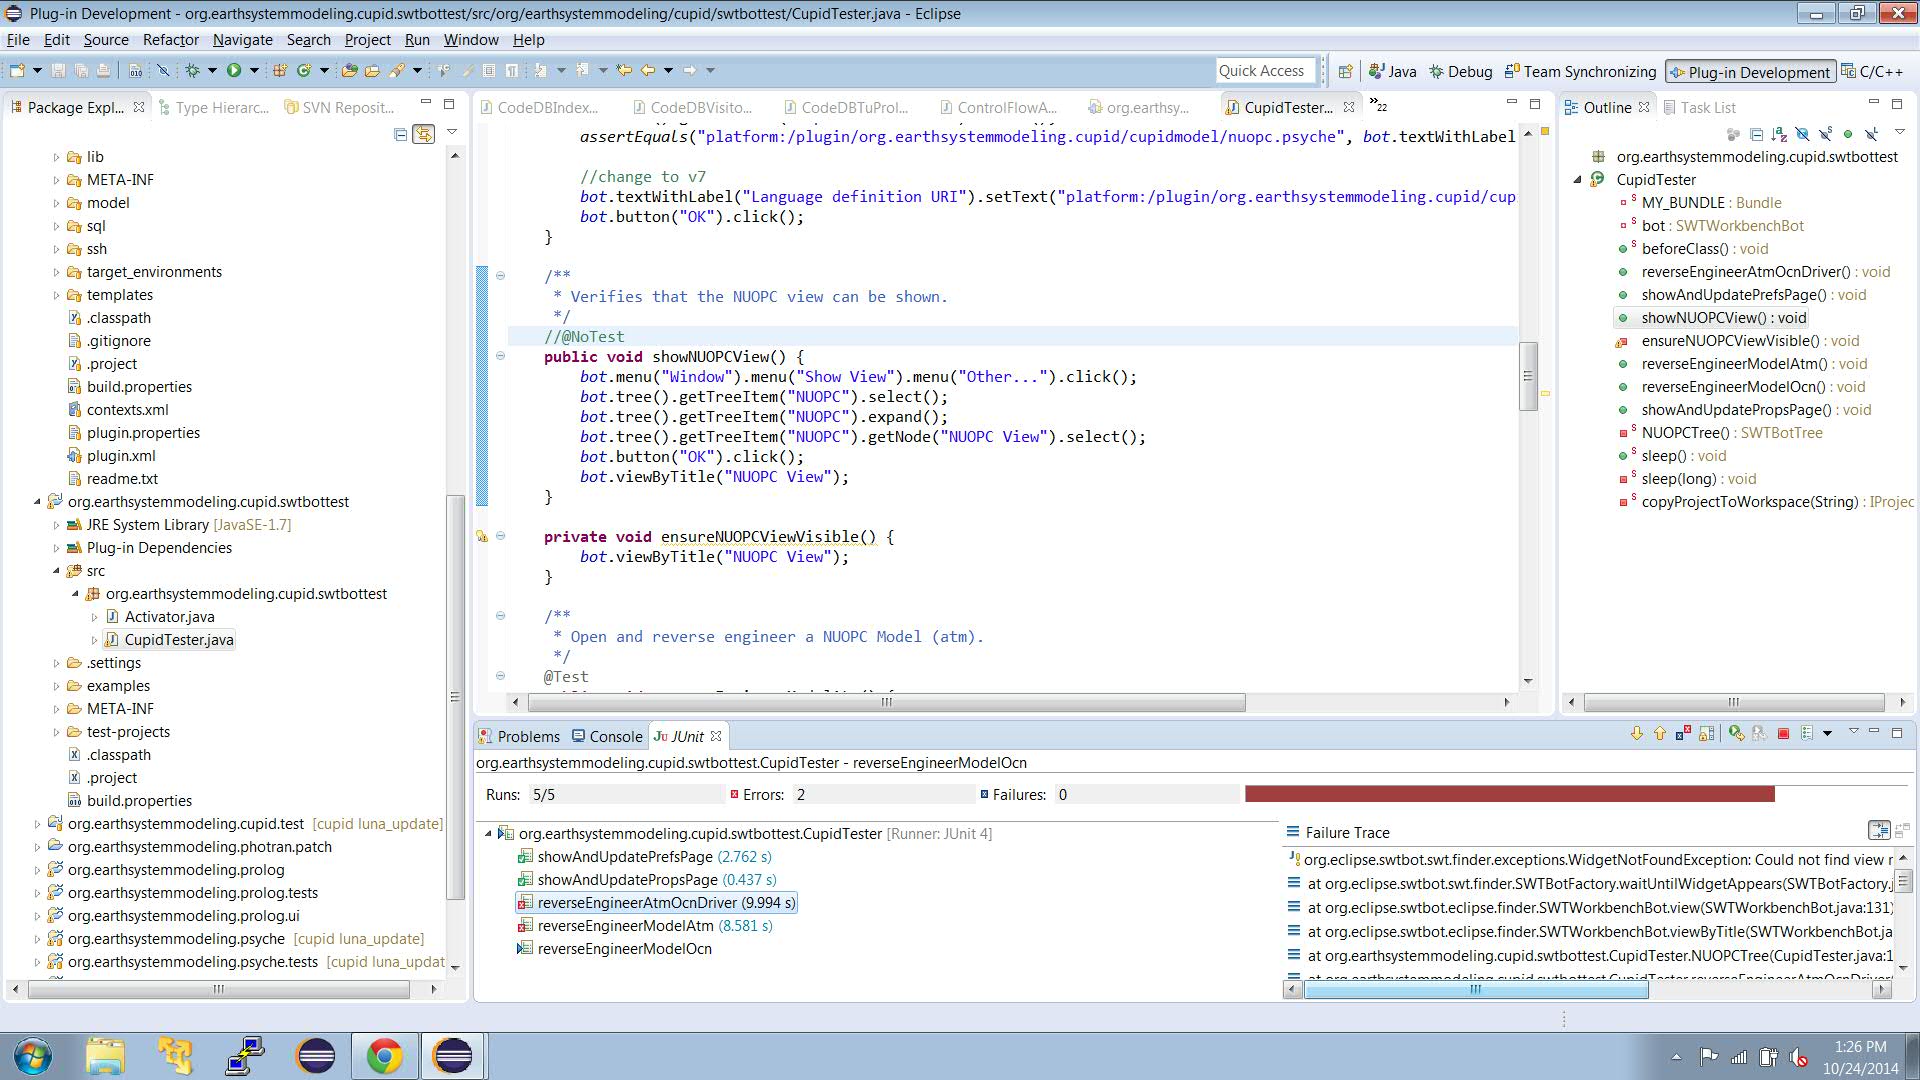 Plug-in Development - org.earthsystemmodeling.cupid.swtbottest/src/org/earthsystemmodeling/cupid/swtbottest/CupidTester.java - Eclipse
File Edit Source Refactor Navigate Search Project Run Window Help
Quick Access
Java Debug Team Synchronizing Plug-in Development C/C++
Package Expl... Type Hierarc... SVN Reposit...
lib
META-INF
model
sql
ssh
target_environments
templates
.classpath
.gitignore
.project
build.properties
contexts.xml
plugin.properties
plugin.xml
readme.txt
org.earthsystemmodeling.cupid.swtbottest
JRE System Library [JavaSE-1.7]
Plug-in Dependencies
src
org.earthsystemmodeling.cupid.swtbottest
Activator.java
CupidTester.java
.settings
examples
META-INF
test-projects
.classpath
.project
build.properties
org.earthsystemmodeling.cupid.test [cupid luna_update]
org.earthsystemmodeling.photran.patch
org.earthsystemmodeling.prolog
org.earthsystemmodeling.prolog.tests
org.earthsystemmodeling.prolog.ui
org.earthsystemmodeling.psyche [cupid luna_update]
org.earthsystemmodeling.psyche.tests [cupid luna_updat
CodeDBIndex... CodeDBVisito... CodeDBTuProl... ControlFlowA... org.earthsy... CupidTester... »22
assertEquals("platform:/plugin/org.earthsystemmodeling.cupid/cupidmodel/nuopc.psyche", bot.textWithLabel
//change to v7
bot.textWithLabel("Language definition URI").setText("platform:/plugin/org.earthsystemmodeling.cupid/cup
bot.button("OK").click();
}
/**
* Verifies that the NUOPC view can be shown.
*/
//@NoTest
public void showNUOPCView() {
bot.menu("Window").menu("Show View").menu("Other...").click();
bot.tree().getTreeItem("NUOPC").select();
bot.tree().getTreeItem("NUOPC").expand();
bot.tree().getTreeItem("NUOPC").getNode("NUOPC View").select();
bot.button("OK").click();
bot.viewByTitle("NUOPC View");
}
private void ensureNUOPCViewVisible() {
bot.viewByTitle("NUOPC View");
}
/**
* Open and reverse engineer a NUOPC Model (atm).
*/
@Test
Outline Task List
org.earthsystemmodeling.cupid.swtbottest
CupidTester
MY_BUNDLE : Bundle
bot : SWTWorkbenchBot
beforeClass() : void
reverseEngineerAtmOcnDriver() : void
showAndUpdatePrefsPage() : void
showNUOPCView() : void
ensureNUOPCViewVisible() : void
reverseEngineerModelAtm() : void
reverseEngineerModelOcn() : void
showAndUpdatePropsPage() : void
NUOPCTree() : SWTBotTree
sleep() : void
sleep(long) : void
copyProjectToWorkspace(String) : IProjec
Problems Console JUnit
org.earthsystemmodeling.cupid.swtbottest.CupidTester - reverseEngineerModelOcn
Runs: 5/5 Errors: 2 Failures: 0
org.earthsystemmodeling.cupid.swtbottest.CupidTester [Runner: JUnit 4]
showAndUpdatePrefsPage (2.762 s)
showAndUpdatePropsPage (0.437 s)
reverseEngineerAtmOcnDriver (9.994 s)
reverseEngineerModelAtm (8.581 s)
reverseEngineerModelOcn
Failure Trace
org.eclipse.swtbot.swt.finder.exceptions.WidgetNotFoundException: Could not find view
at org.eclipse.swtbot.swt.finder.SWTBotFactory.waitUntilWidgetAppears(SWTBotFactory.j
at org.eclipse.swtbot.eclipse.finder.SWTWorkbenchBot.view(SWTWorkbenchBot.java:131)
at org.eclipse.swtbot.eclipse.finder.SWTWorkbenchBot.viewByTitle(SWTWorkbenchBot.ja
at org.earthsystemmodeling.cupid.swtbottest.CupidTester.NUOPCTree(CupidTester.java:1
at org.earthsystemmodeling.cupid.swtbottest.CupidTester.reverseEngineerAtmOcnDriver
1:26 PM
10/24/2014